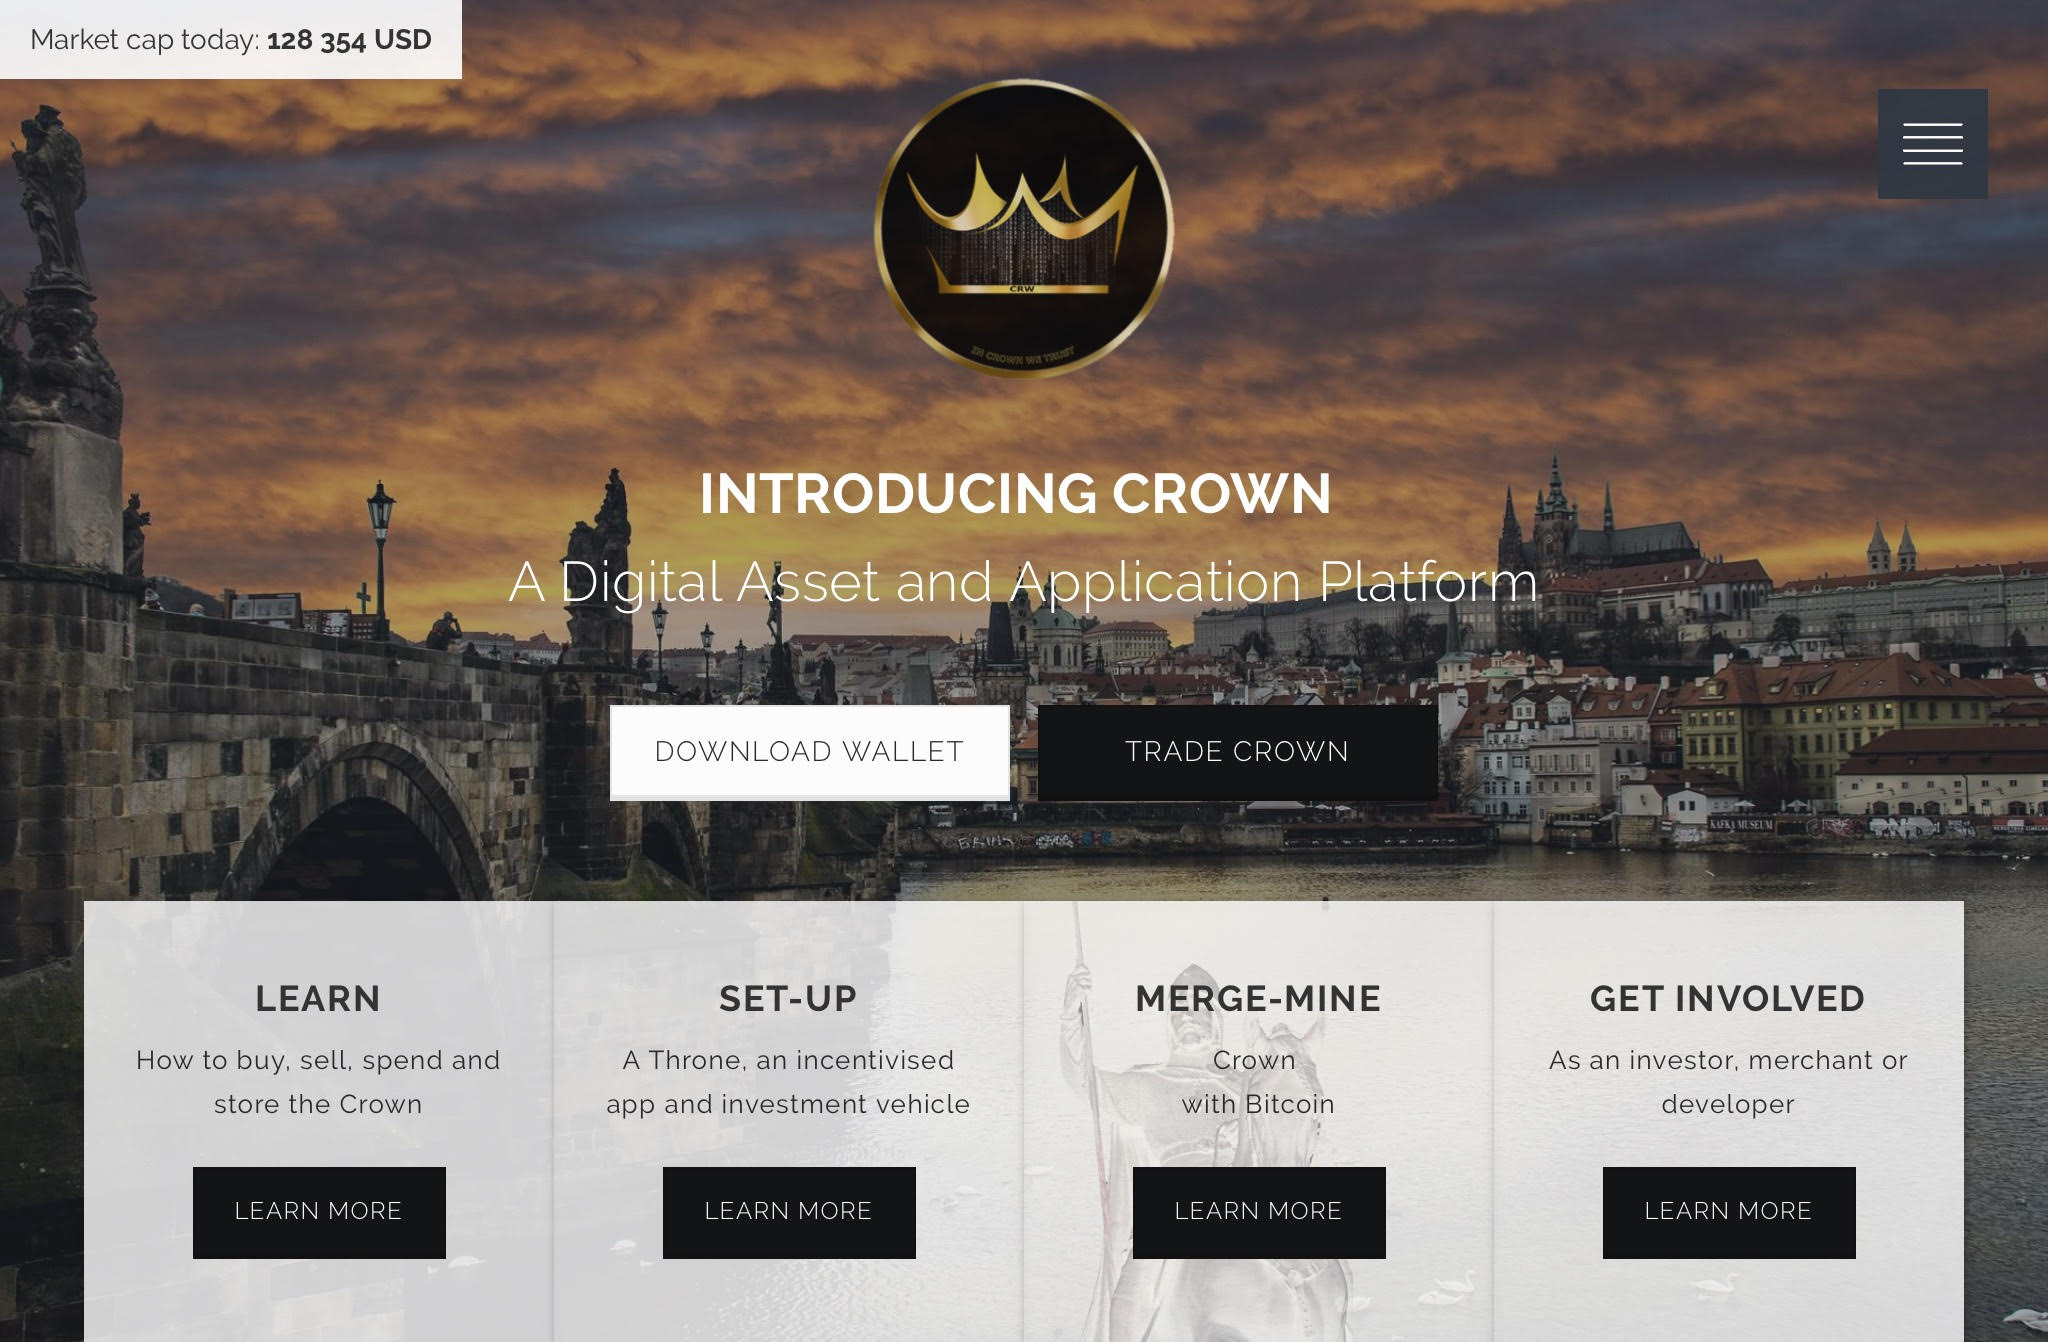 Market cap today: 128 354 USD
CRW
IN CROWN WE TRUST
INTRODUCING CROWN
A Digital Asset and Application Platform
DOWNLOAD WALLET
TRADE CROWN
KAFKA MUSEUM
LEARN
How to buy, sell, spend and
store the Crown
LEARN MORE
SET-UP
A Throne, an incentivised
app and investment vehicle
LEARN MORE
MERGE-MINE
Crown
with Bitcoin
LEARN MORE
GET INVOLVED
As an investor, merchant or
developer
LEARN MORE